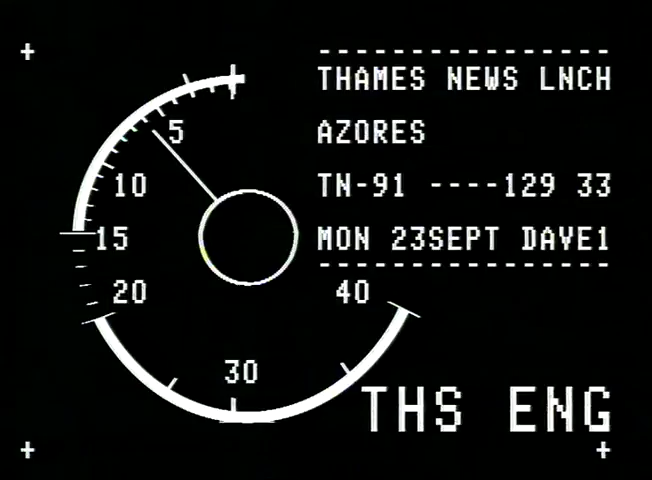 ----------------
THAMES NEWS LNCH
AZORES
TN-91 ----129 33
MON 23SEPT DAVE1
----------------
5
10
15
20
40
30
THS ENG